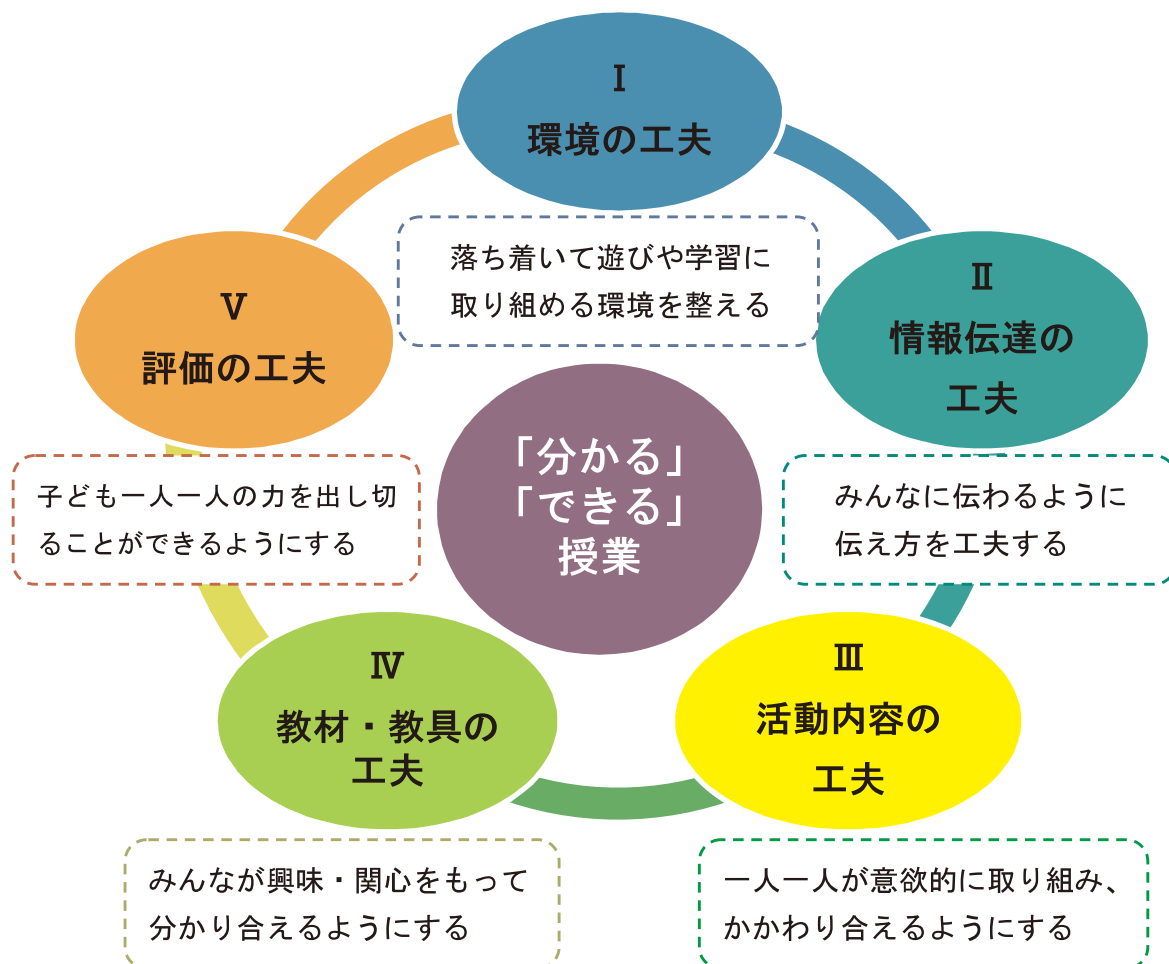 Ⅰ
環境の工夫
落ち着いて遊びや学習に
取り組める環境を整える
Ⅱ
情報伝達の
工夫
みんなに伝わるように
伝え方を工夫する
Ⅲ
活動内容の
工夫
一人一人が意欲的に取り組み、
かかわり合えるようにする
Ⅳ
教材・教具の
工夫
みんなが興味・関心をもって
分かり合えるようにする
Ⅴ
評価の工夫
子ども一人一人の力を出し切
ることができるようにする
「分かる」
「できる」
授業